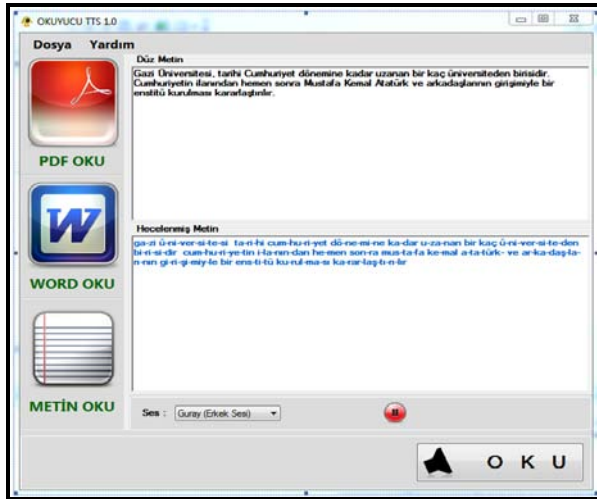 OKUYUCU TTS 1.0
Dosya Yardım
Düz Metin
Gazi Üniversitesi, tarihi Cumhuriyet dönemine kadar uzanan bir kaç üniversiteden birisidir.
Cumhuriyetin ilanından hemen sonra Mustafa Kemal Atatürk ve arkadaşlarının girişimiyle bir
enstitü kurulması kararlaştırılır.
PDF OKU
Hecelenmiş Metin
ga-zi ü-ni-ver-si-te-si ta-ri-hi cum-hu-ri-yet dö-ne-mi-ne ka-dar u-za-nan bir kaç ü-ni-ver-si-te-den
bi-ri-si-dir cum-hu-ri-ye-tin i-la-nın-dan he-men son-ra mus-ta-fa ke-mal a-ta-türk- ve ar-ka-daş-la-
rı-nın gi-ri-şi-miy-le bir ens-ti-tü ku-rul-ma-sı ka-rar-laş-tı-rı-lır
W
WORD OKU
METİN OKU
Ses : Guray (Erkek Sesi)
O K U